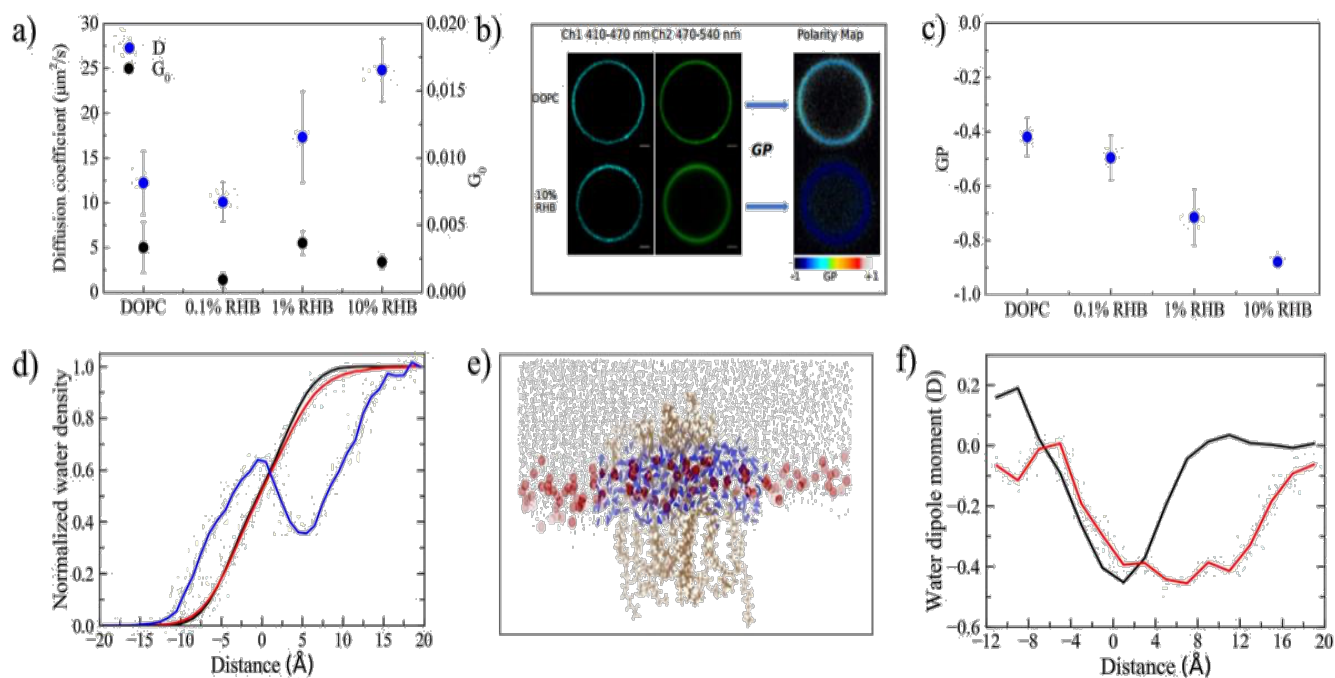 a)
30
25
20
15
10
5
0
Diffusion coefficient (µm²/s)
D
G₀
0.020
0.015
0.010
0.005
0.000
G₀
DOPC 0.1% RHB 1% RHB 10% RHB
b)
Ch1 410-470 nm Ch2 470-540 nm Polarity Map
DOPC
GP
10%
RHB
-1 +1
GP
c)
0.0
-0.2
-0.4
-0.6
-0.8
-1.0
GP
DOPC 0.1% RHB 1% RHB 10% RHB
d)
1.0
0.8
0.6
0.4
0.2
0.0
Normalized water density
−20 −15 −10 −5 0 5 10 15 20
Distance (Å)
e)
f)
0.2
0.0
-0.2
-0.4
-0.6
Water dipole moment (D)
−12 −8 −4 0 4 8 12 16 20
Distance (Å)